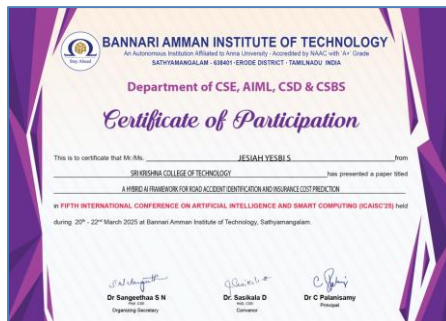 BANNARI AMMAN INSTITUTE OF TECHNOLOGY
An Autonomous Institution Affiliated to Anna University - Accredited by NAAC with 'A+' Grade
SATHYAMANGALAM - 638401 - ERODE DISTRICT - TAMILNADU INDIA
Stay Ahead
Department of CSE, AIML, CSD & CSBS
Certificate of Participation
This is to certificate that Mr./Ms. JESIAH YESBI S from
SRI KRISHNA COLLEGE OF TECHNOLOGY has presented a paper titled
A HYBRID AI FRAMEWORK FOR ROAD ACCIDENT IDENTIFICATION AND INSURANCE COST PREDICTION
in FIFTH INTERNATIONAL CONFERENCE ON ARTIFICIAL INTELLIGENCE AND SMART COMPUTING (ICAISC'25) held
during 20th - 22nd March 2025 at Bannari Amman Institute of Technology, Sathyamangalam.
Dr Sangeethaa S N Dr. Sasikala D Dr C Palanisamy
Organizing Secretary Convenor Principal